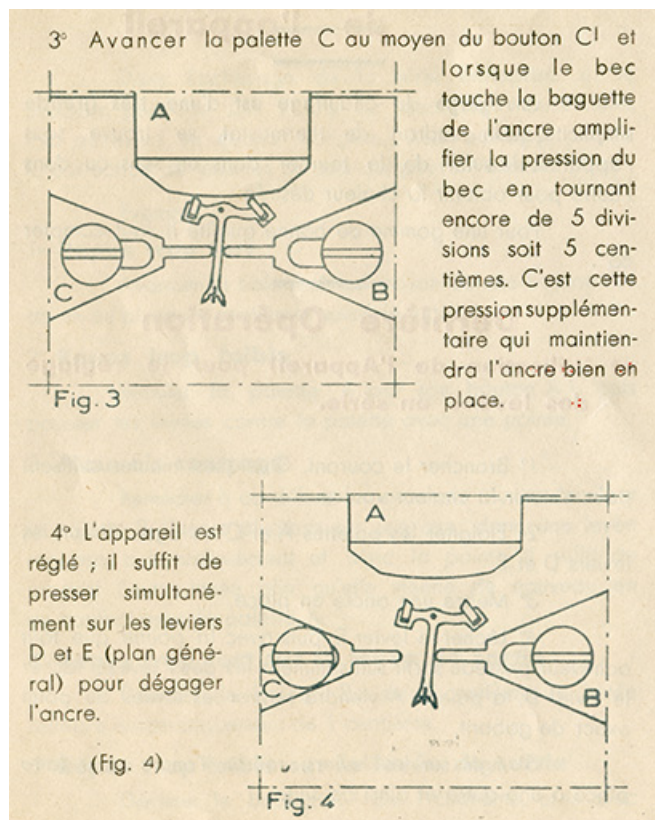 3° Avancer la palette C au moyen du bouton C¹ et
lorsque le bec
touche la baguette
de l'ancre ampli-
fier la pression du
bec en tournant
encore de 5 divi-
sions soit 5 cen-
tièmes. C'est cette
pression supplémen-
taire qui maintien-
dra l'ancre bien en
place.
A
C
B
Fig. 3
4° L'appareil est
réglé ; il suffit de
presser simultané-
ment sur les leviers
D et E (plan géné-
ral) pour dégager
l'ancre.
(Fig. 4)
A
C
B
Fig. 4